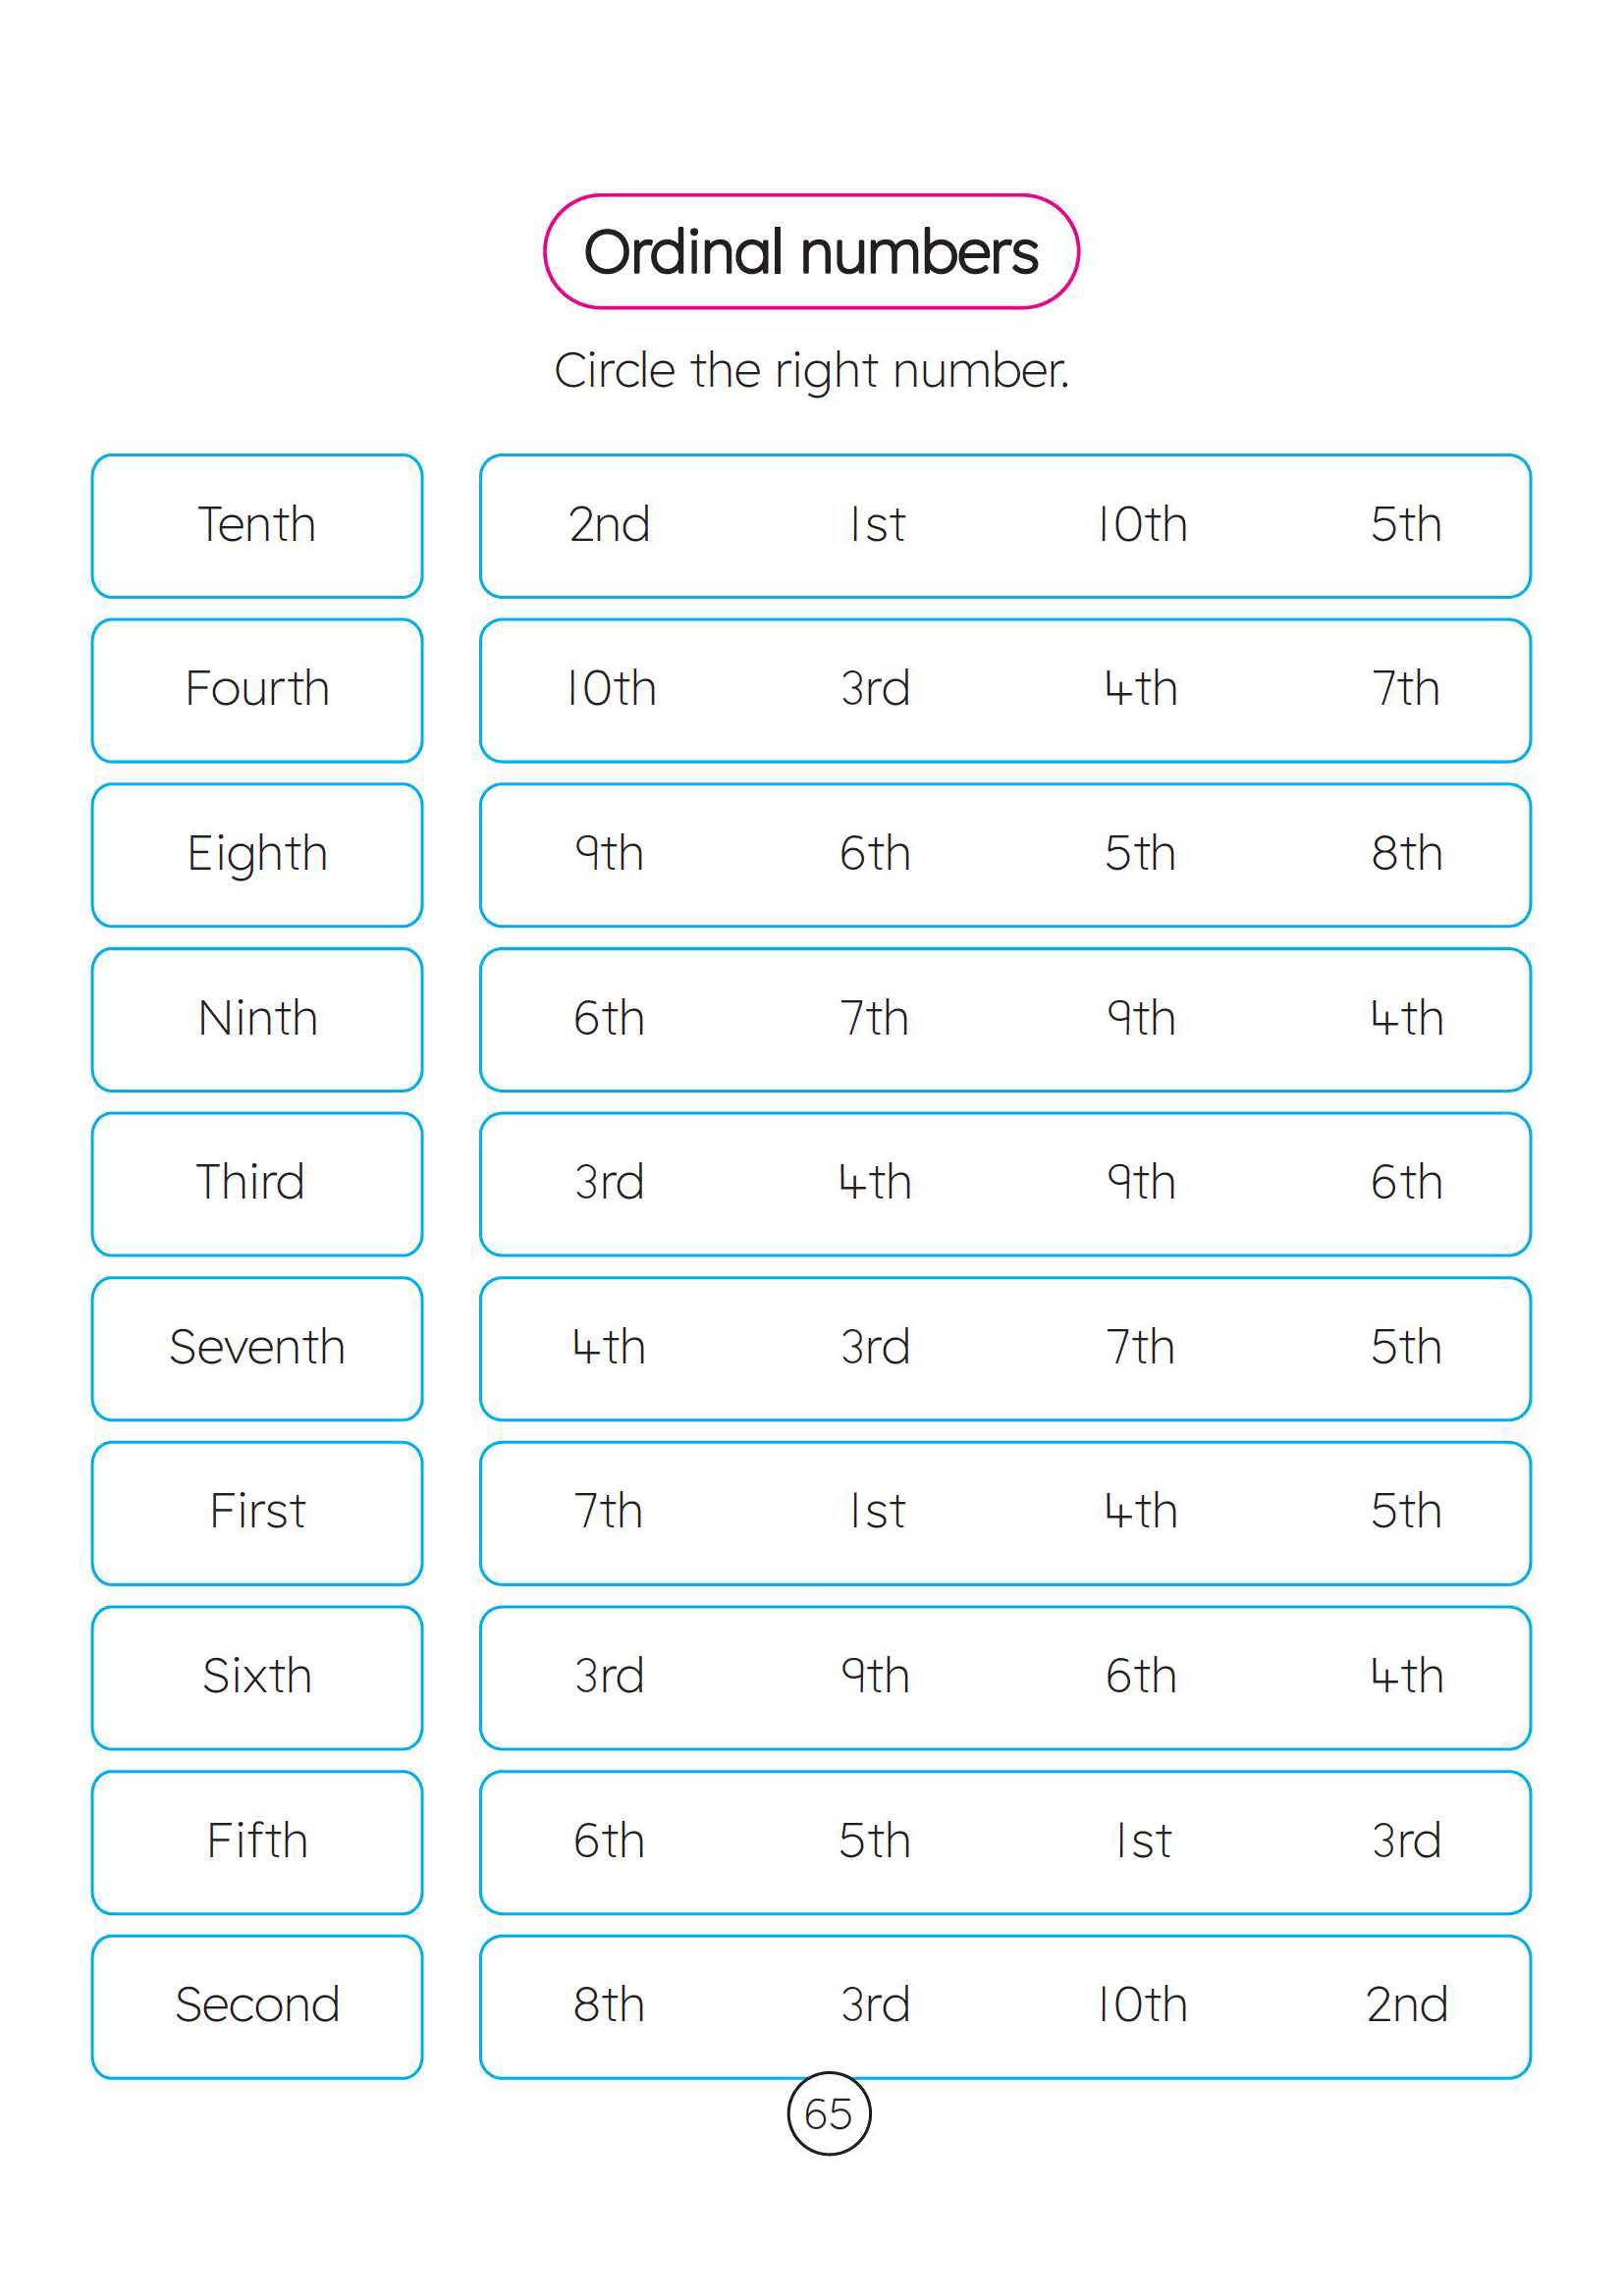 Ordinal numbers
Circle the right number.
Tenth 2nd 1st 10th 5th
Fourth 10th 3rd 4th 7th
Eighth 9th 6th 5th 8th
Ninth 6th 7th 9th 4th
Third 3rd 4th 9th 6th
Seventh 4th 3rd 7th 5th
First 7th 1st 4th 5th
Sixth 3rd 9th 6th 4th
Fifth 6th 5th 1st 3rd
Second 8th 3rd 10th 2nd
65